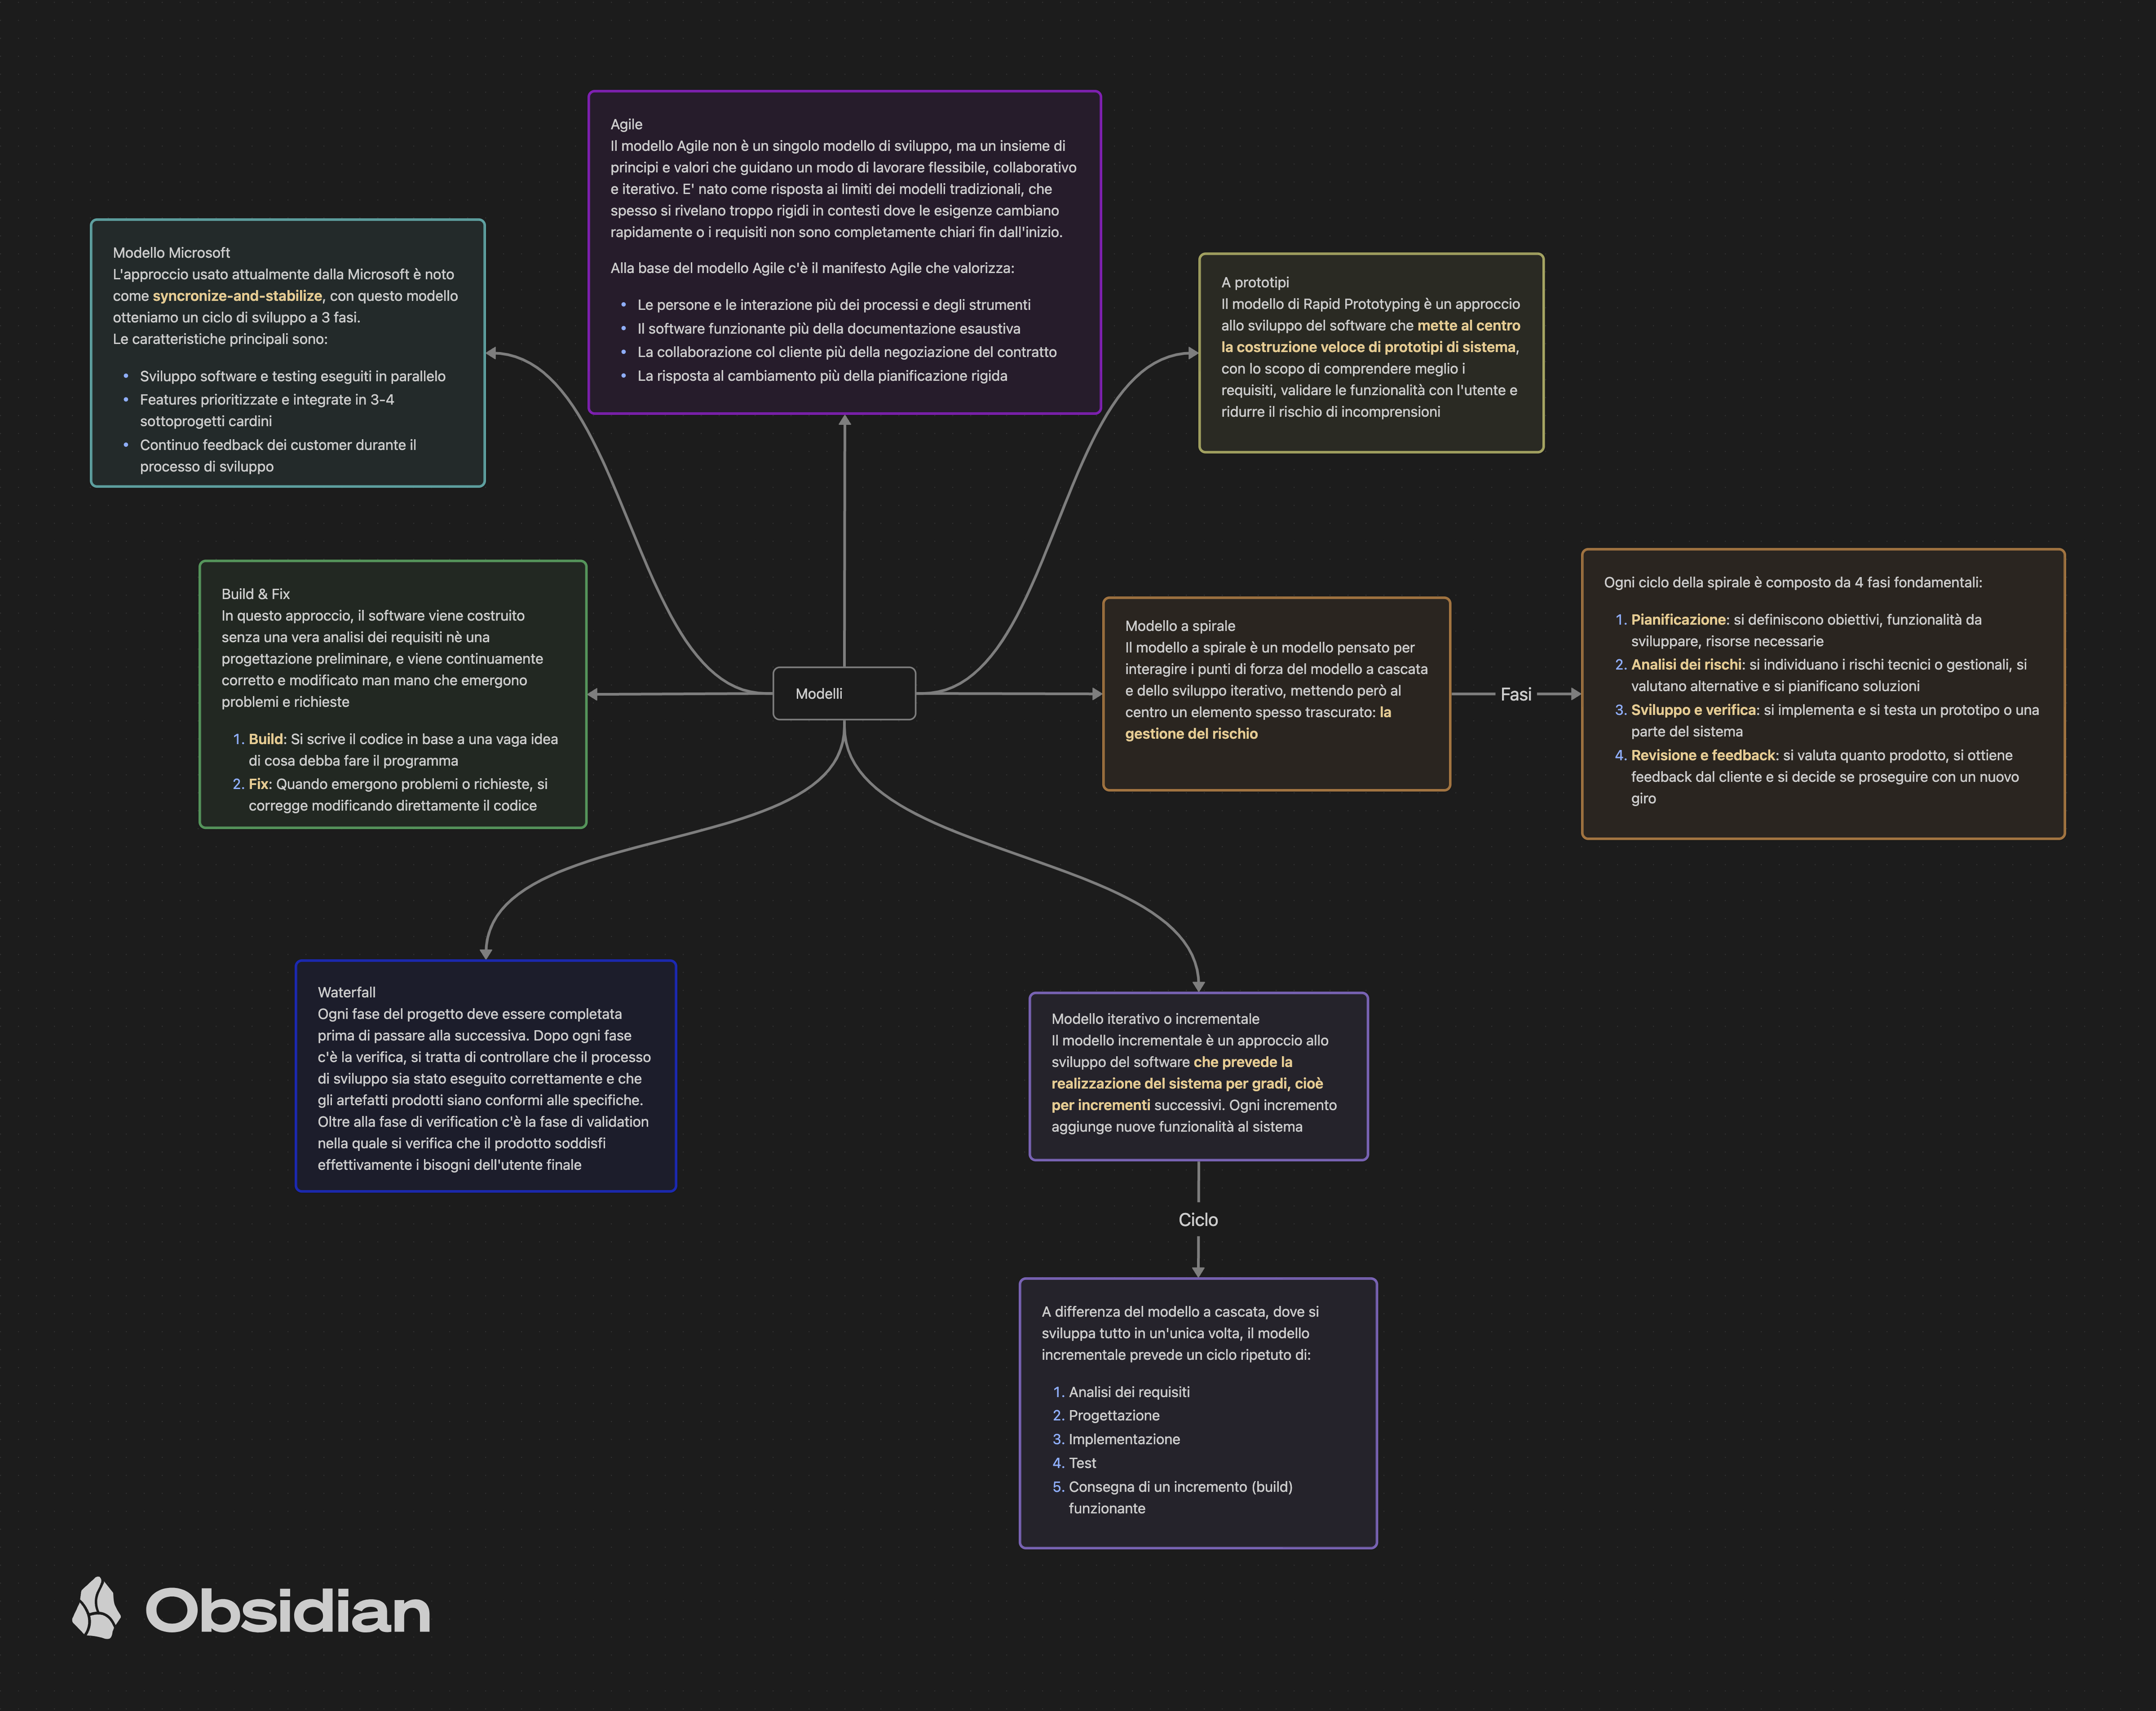 Agile
Il modello Agile non è un singolo modello di sviluppo, ma un insieme di
principi e valori che guidano un modo di lavorare flessibile, collaborativo
e iterativo. E' nato come risposta ai limiti dei modelli tradizionali, che
spesso si rivelano troppo rigidi in contesti dove le esigenze cambiano
rapidamente o i requisiti non sono completamente chiari fin dall'inizio.
Alla base del modello Agile c'è il manifesto Agile che valorizza:
• Le persone e le interazione più dei processi e degli strumenti
• Il software funzionante più della documentazione esaustiva
• La collaborazione col cliente più della negoziazione del contratto
• La risposta al cambiamento più della pianificazione rigida
Modello Microsoft
L'approccio usato attualmente dalla Microsoft è noto
come syncronize-and-stabilize, con questo modello
otteniamo un ciclo di sviluppo a 3 fasi.
Le caratteristiche principali sono:
• Sviluppo software e testing eseguiti in parallelo
• Features prioritizzate e integrate in 3-4
sottoprogetti cardini
• Continuo feedback dei customer durante il
processo di sviluppo
A prototipi
Il modello di Rapid Prototyping è un approccio
allo sviluppo del software che mette al centro
la costruzione veloce di prototipi di sistema,
con lo scopo di comprendere meglio i
requisiti, validare le funzionalità con l'utente e
ridurre il rischio di incomprensioni
Build & Fix
In questo approccio, il software viene costruito
senza una vera analisi dei requisiti nè una
progettazione preliminare, e viene continuamente
corretto e modificato man mano che emergono
problemi e richieste
1. Build: Si scrive il codice in base a una vaga idea
di cosa debba fare il programma
2. Fix: Quando emergono problemi o richieste, si
corregge modificando direttamente il codice
Modelli
Modello a spirale
Il modello a spirale è un modello pensato per
interagire i punti di forza del modello a cascata
e dello sviluppo iterativo, mettendo però al
centro un elemento spesso trascurato: la
gestione del rischio
Fasi
Ogni ciclo della spirale è composto da 4 fasi fondamentali:
1. Pianificazione: si definiscono obiettivi, funzionalità da
sviluppare, risorse necessarie
2. Analisi dei rischi: si individuano i rischi tecnici o gestionali, si
valutano alternative e si pianificano soluzioni
3. Sviluppo e verifica: si implementa e si testa un prototipo o una
parte del sistema
4. Revisione e feedback: si valuta quanto prodotto, si ottiene
feedback dal cliente e si decide se proseguire con un nuovo
giro
Waterfall
Ogni fase del progetto deve essere completata
prima di passare alla successiva. Dopo ogni fase
c'è la verifica, si tratta di controllare che il processo
di sviluppo sia stato eseguito correttamente e che
gli artefatti prodotti siano conformi alle specifiche.
Oltre alla fase di verification c'è la fase di validation
nella quale si verifica che il prodotto soddisfi
effettivamente i bisogni dell'utente finale
Modello iterativo o incrementale
Il modello incrementale è un approccio allo
sviluppo del software che prevede la
realizzazione del sistema per gradi, cioè
per incrementi successivi. Ogni incremento
aggiunge nuove funzionalità al sistema
Ciclo
A differenza del modello a cascata, dove si
sviluppa tutto in un'unica volta, il modello
incrementale prevede un ciclo ripetuto di:
1. Analisi dei requisiti
2. Progettazione
3. Implementazione
4. Test
5. Consegna di un incremento (build)
funzionante
Obsidian